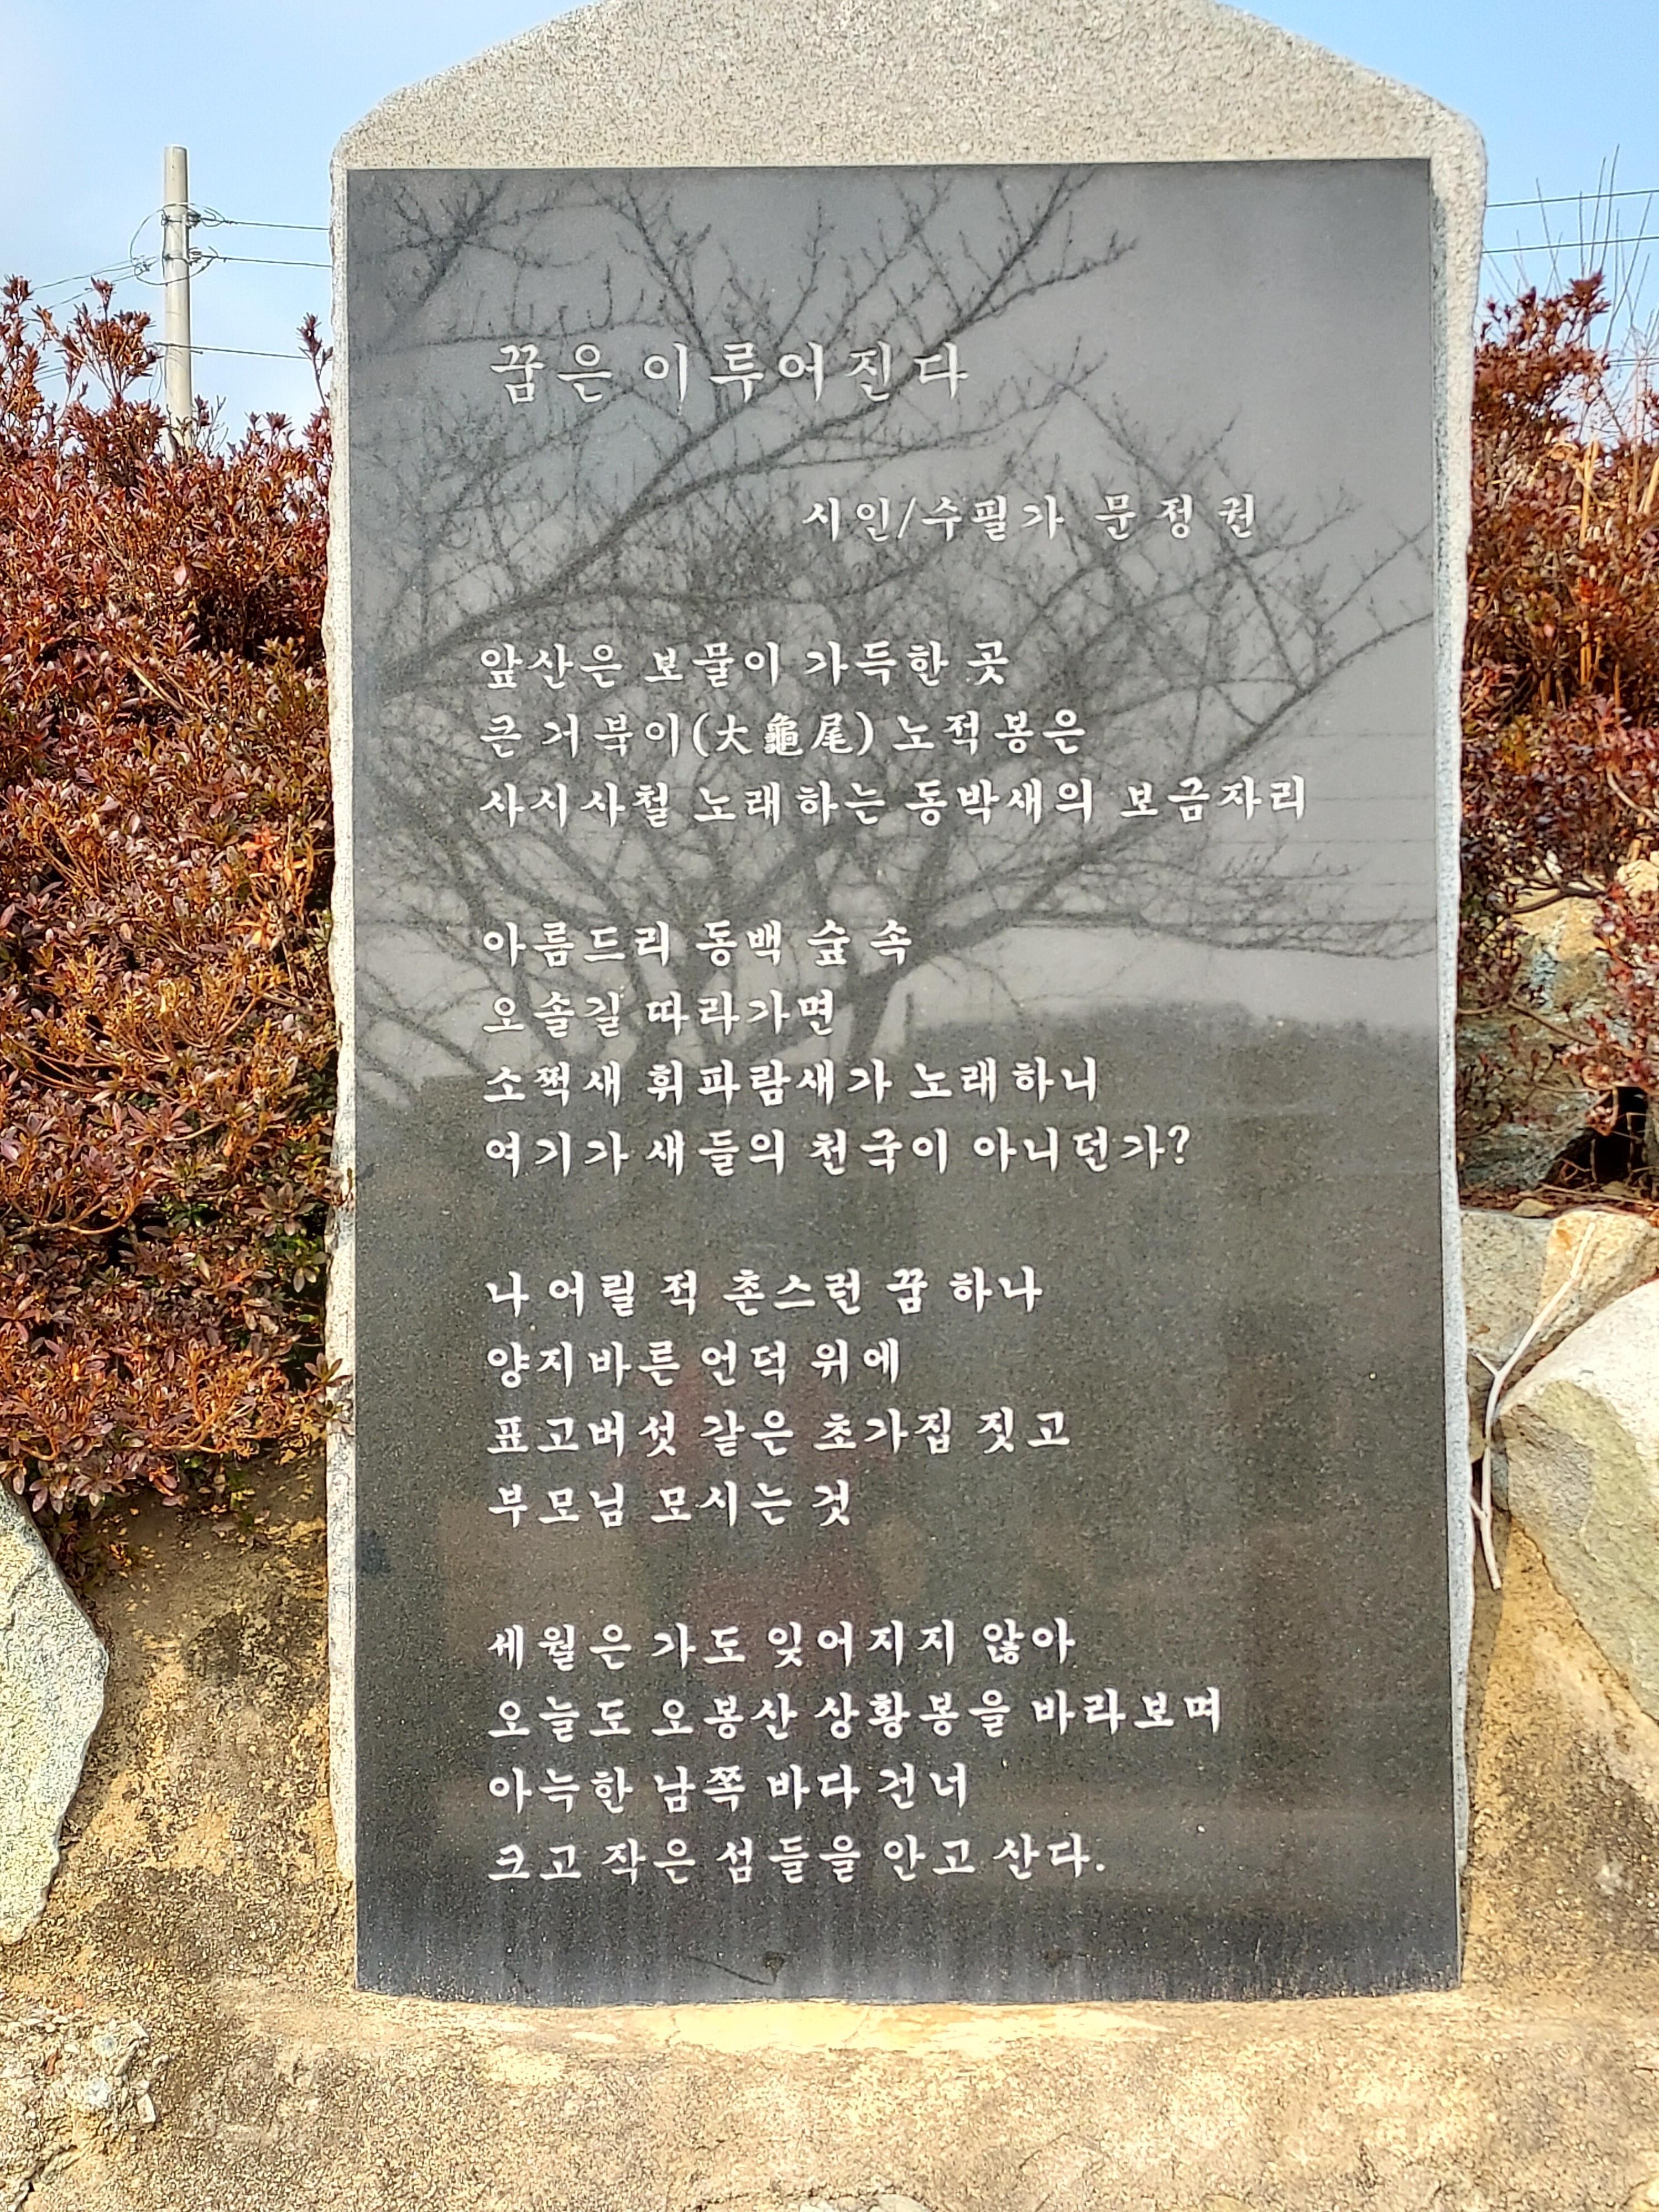 꿈은 이루어진다
시인/수필가 문정권
앞산은 보물이 가득한 곳
큰 거북이(大龜尾) 노적봉은
사시사철 노래하는 동박새의 보금자리
아름드리 동백 숲 속
오솔길 따라가면
소쩍새 휘파람새가 노래하니
여기가 새들의 천국이 아니던가?
나 어릴 적 촌스런 꿈 하나
양지바른 언덕 위에
표고버섯 같은 초가집 짓고
부모님 모시는 것
세월은 가도 잊어지지 않아
오늘도 오봉산 상황봉을 바라보며
아늑한 남쪽 바다 건너
크고 작은 섬들을 안고 산다.